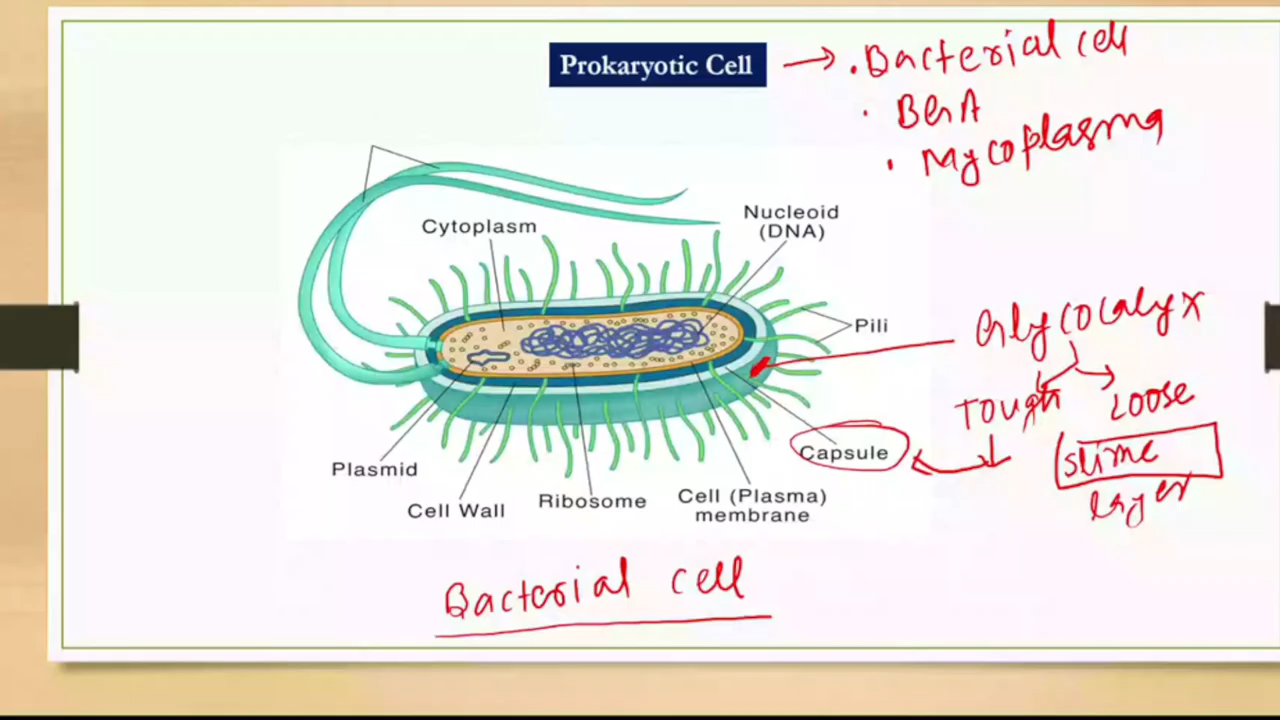 Prokaryotic Cell → . Bacterial cell
. BGA
. Mycoplasma
Cytoplasm
Nucleoid
(DNA)
Pili
Glycocalyx
Tough
Loose
Capsule
slime
layer
Plasmid
Cell Wall
Ribosome
Cell (Plasma)
membrane
Bacterial cell